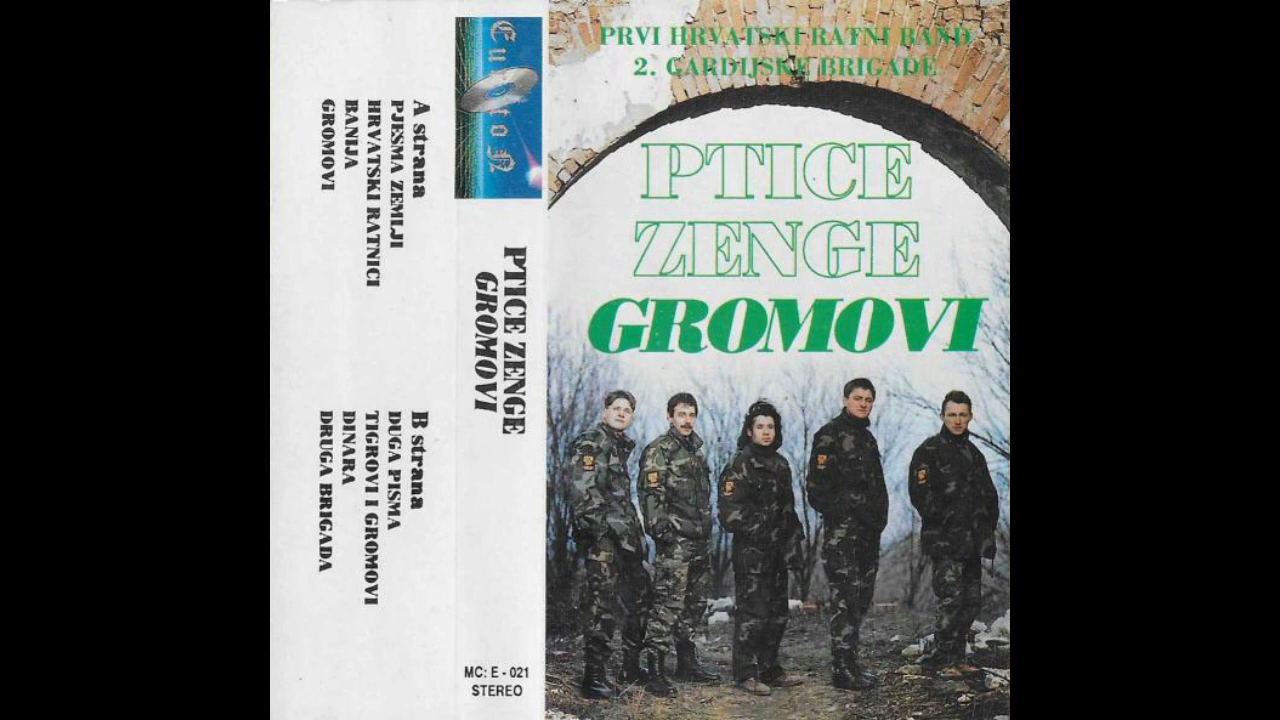 A strana
PJESMA ZEMLJI
HRVATSKI RATNICI
BANIJA
GROMOVI
B strana
DUGA PISMA
TIGROVI I GROMOVI
DINARA
DRUGA BRIGADA
PTICE ZENGE
GROMOVI
MC: E - 021
STEREO
PRVI HRVATSKI RATNI BAND
2. GARDIJSKE BRIGADE
PTICE
ZENGE
GROMOVI